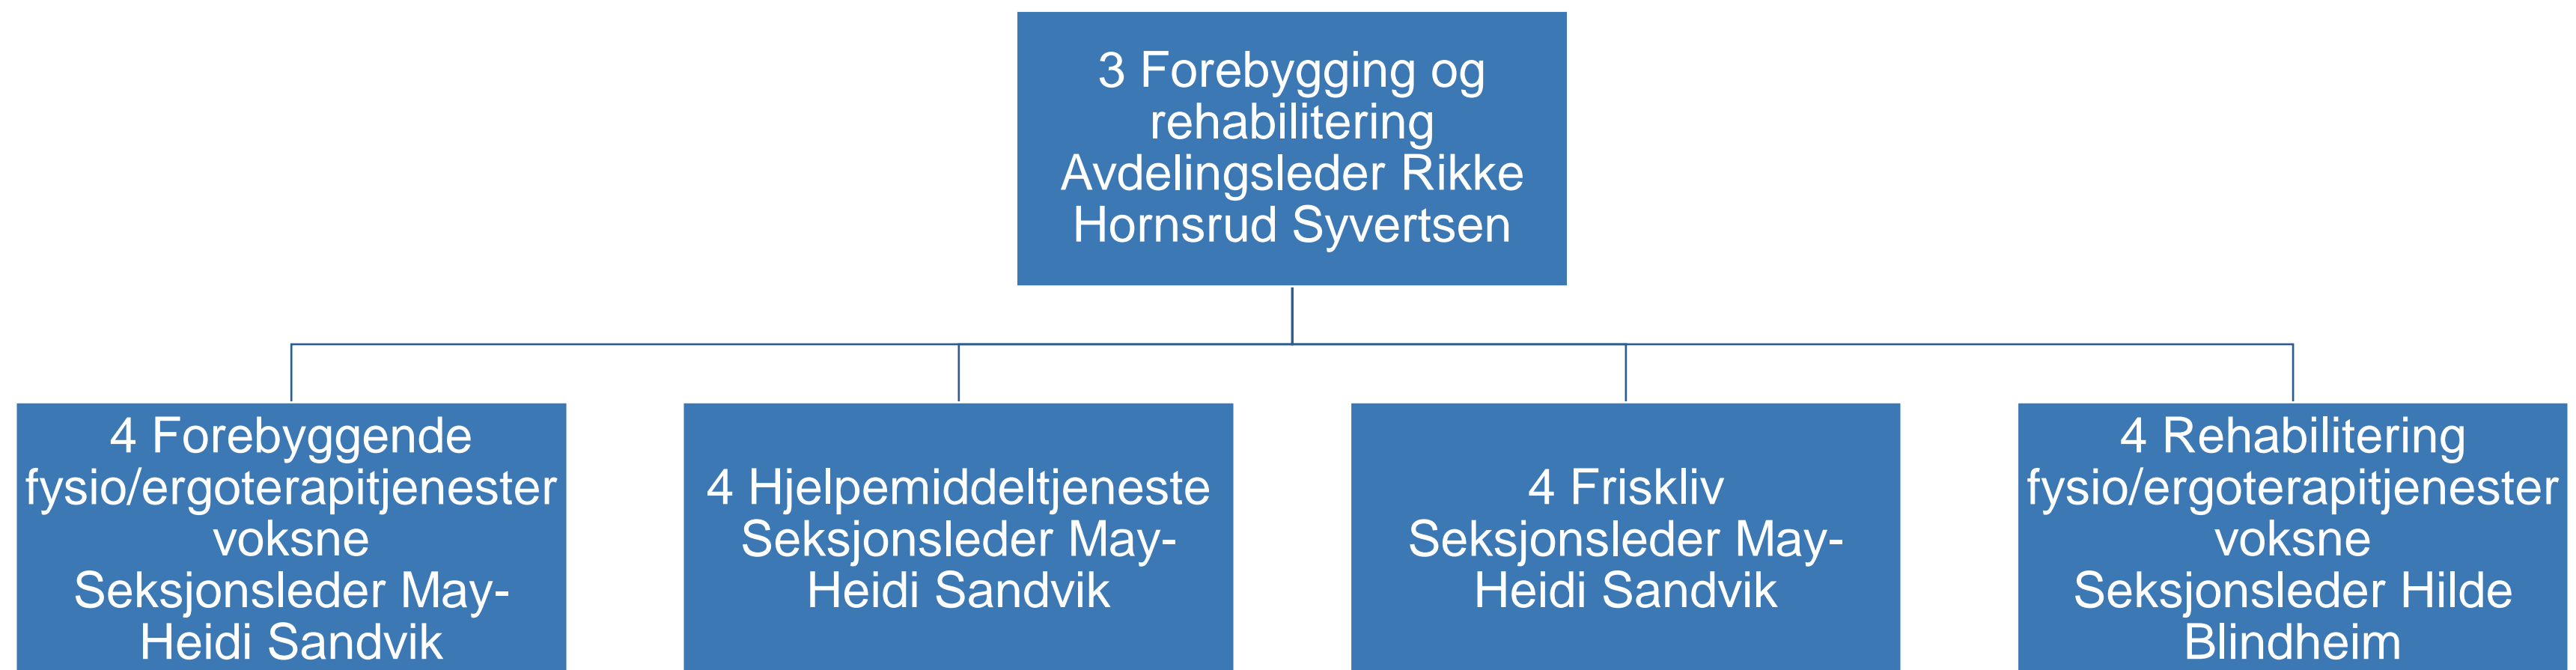 3 Forebygging og
rehabilitering
Avdelingsleder Rikke
Hornsrud Syvertsen
4 Forebyggende
fysio/ergoterapitjenester
voksne
Seksjonsleder May-
Heidi Sandvik
4 Hjelpemiddeltjeneste
Seksjonsleder May-
Heidi Sandvik
4 Friskliv
Seksjonsleder May-
Heidi Sandvik
4 Rehabilitering
fysio/ergoterapitjenester
voksne
Seksjonsleder Hilde
Blindheim